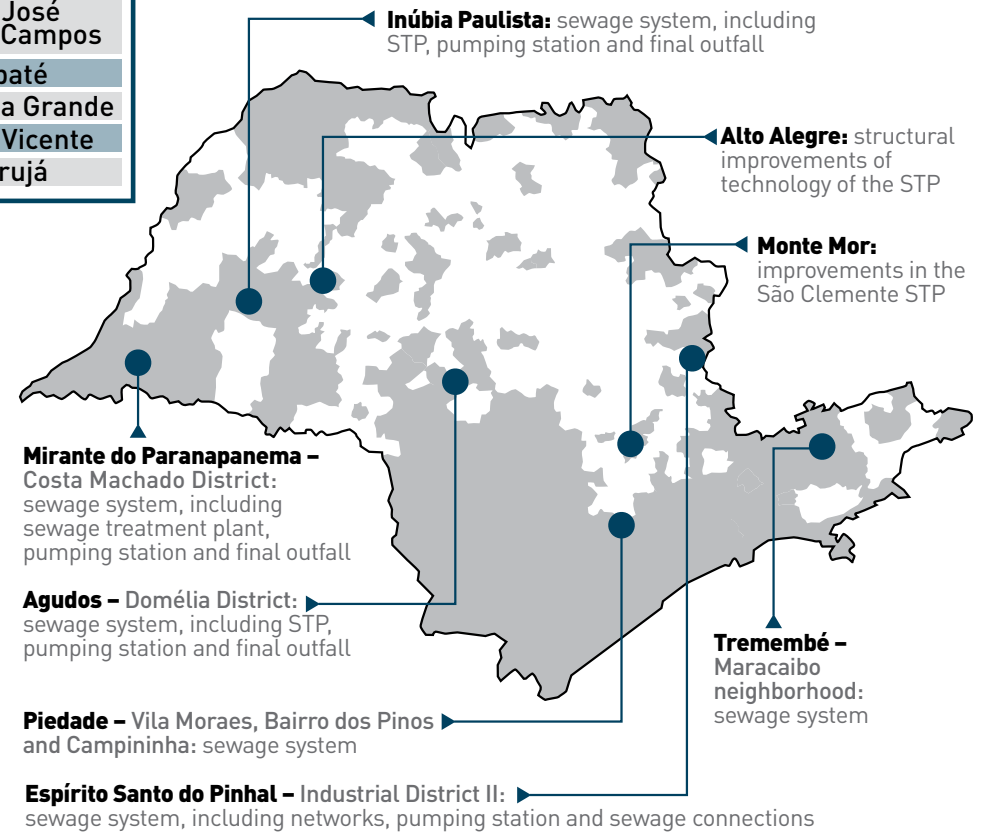 José
Campos
a Grande
Vicente
Inúbia Paulista: sewage system, including
STP, pumping station and final outfall
Alto Alegre: structural
improvements of
technology of the STP
Monte Mor:
improvements in the
São Clemente STP
Mirante do Paranapanema –
Costa Machado District:
sewage system, including
sewage treatment plant,
pumping station and final outfall
Agudos – Domélia District:
sewage system, including STP,
pumping station and final outfall
Tremembé –
Maracaibo
neighborhood:
sewage system
Piedade – Vila Moraes, Bairro dos Pinos
and Campininha: sewage system
Espírito Santo do Pinhal – Industrial District II:
sewage system, including networks, pumping station and sewage connections